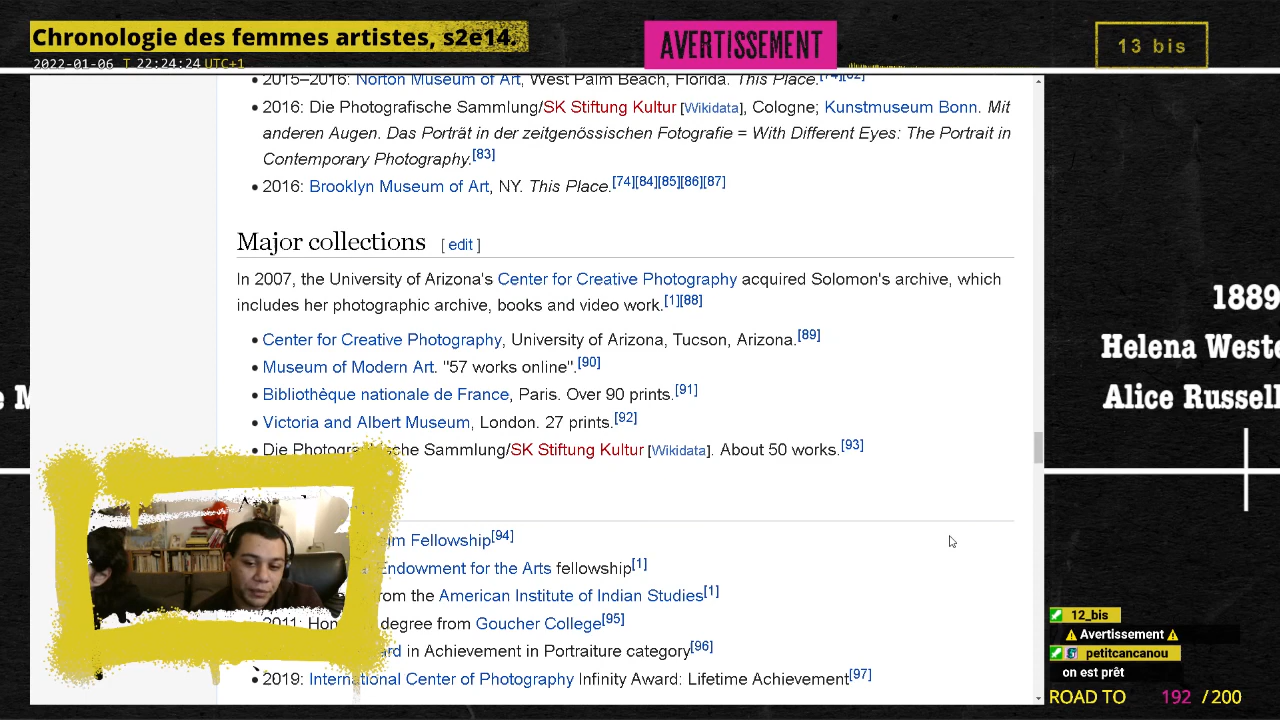 Chronologie des femmes artistes, s2e14.
2022-01-06 T 22:24:24 UTC+1
AVERTISSEMENT
13 bis
2015–2016: Norton Museum of Art, West Palm Beach, Florida. This Place.[74][82]
2016: Die Photografische Sammlung/SK Stiftung Kultur [Wikidata], Cologne; Kunstmuseum Bonn. Mit
anderen Augen. Das Porträt in der zeitgenössischen Fotografie = With Different Eyes: The Portrait in
Contemporary Photography.[83]
2016: Brooklyn Museum of Art, NY. This Place.[74][84][85][86][87]
Major collections [ edit ]
In 2007, the University of Arizona's Center for Creative Photography acquired Solomon's archive, which
includes her photographic archive, books and video work.[1][88]
Center for Creative Photography, University of Arizona, Tucson, Arizona.[89]
Museum of Modern Art. "57 works online".[90]
Bibliothèque nationale de France, Paris. Over 90 prints.[91]
Victoria and Albert Museum, London. 27 prints.[92]
Die Photographische Sammlung/SK Stiftung Kultur [Wikidata]. About 50 works.[93]
im Fellowship[94]
Endowment for the Arts fellowship[1]
rom the American Institute of Indian Studies[1]
2011: Hon degree from Goucher College[95]
rd in Achievement in Portraiture category[96]
2019: International Center of Photography Infinity Award: Lifetime Achievement[97]
1889
Helena Weste
Alice Russell
e M
12_bis
⚠ Avertissement ⚠
petitcancanou
on est prêt
ROAD TO 192 / 200